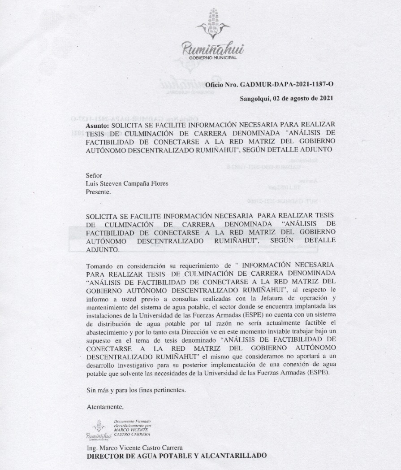 Rumiñahui
GOBIERNO MUNICIPAL
Oficio Nro. GADMUR-DAPA-2021-1187-O
Sangolquí, 02 de agosto de 2021
Asunto: SOLICITA SE FACILITE INFORMACIÓN NECESARIA PARA REALIZAR
TESIS DE CULMINACIÓN DE CARRERA DENOMINADA "ANÁLISIS DE
FACTIBILIDAD DE CONECTARSE A LA RED MATRIZ DEL GOBIERNO
AUTÓNOMO DESCENTRALIZADO RUMIÑAHUI", SEGÚN DETALLE ADJUNTO
Señor
Luis Steeven Campaña Flores
Presente.
SOLICITA SE FACILITE INFORMACIÓN NECESARIA PARA REALIZAR TESIS
DE CULMINACIÓN DE CARRERA DENOMINADA "ANÁLISIS DE
FACTIBILIDAD DE CONECTARSE A LA RED MATRIZ DEL GOBIERNO
AUTÓNOMO DESCENTRALIZADO RUMIÑAHUI", SEGÚN DETALLE
ADJUNTO.
Tomando en consideración su requerimiento de " INFORMACIÓN NECESARIA
PARA REALIZAR TESIS DE CULMINACIÓN DE CARRERA DENOMINADA
"ANÁLISIS DE FACTIBILIDAD DE CONECTARSE A LA RED MATRIZ DEL
GOBIERNO AUTÓNOMO DESCENTRALIZADO RUMIÑAHUI", al respecto le
informo a usted previo a consultas realizadas con la Jefatura de operación y
mantenimiento del sistema de agua potable, el sector donde se encuentra implantada las
instalaciones de la Universidad de las Fuerzas Armadas (ESPE) no cuenta con un sistema
de distribución de agua potable por tal razón no sería actualmente factible el
abastecimiento y por lo tanto esta Dirección ve en este momento inviable trabajar bajo un
supuesto en el tema de tesis denominado "ANÁLISIS DE FACTIBILIDAD DE
CONECTARSE A LA RED MATRIZ DEL GOBIERNO AUTÓNOMO
DESCENTRALIZADO RUMIÑAHUI" el mismo que consideramos no aportará a un
desarrollo investigativo para su posterior implementación de una conexión de agua
potable que solvente las necesidades de la Universidad de las Fuerzas Armadas (ESPE).
Sin más y para los fines pertinentes.
Atentamente,
Documento Firmado
electrónicamente por
MARCO VICENTE
CASTRO CARRERA
Ing. Marco Vicente Castro Carrera
DIRECTOR DE AGUA POTABLE Y ALCANTARILLADO